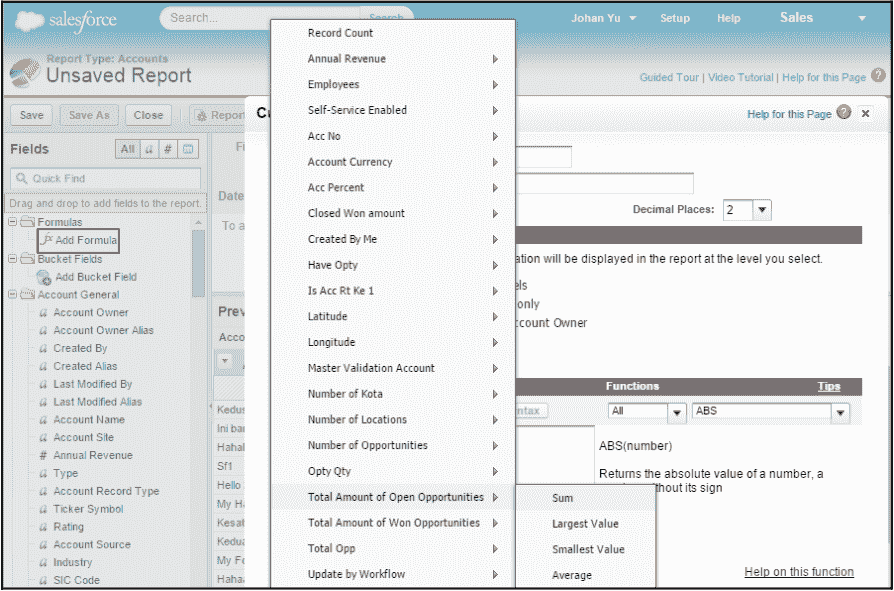 salesforce
Search...
Search
Johan Yu
Setup
Help
Sales
Report Type: Accounts
Unsaved Report
Guided Tour | Video Tutorial | Help for this Page
Save
Save As
Close
Report
Help for this Page
Fields
All
a
#
Quick Find
Drag and drop to add fields to the report.
Formulas
fx Add Formula
Bucket Fields
Add Bucket Field
Account General
a Account Owner
a Account Owner Alias
a Created By
a Created Alias
a Last Modified By
a Last Modified Alias
a Account Name
a Account Site
# Annual Revenue
a Type
a Account Record Type
a Ticker Symbol
a Rating
a Account Source
a Industry
a SIC Code
Date
To a
Prev
Acco
Kedus
Ini ba
Haha
Sf1
Hello
My H
Kesat
Kedua
My Fo
Haha
Record Count
Annual Revenue
Employees
Self-Service Enabled
Acc No
Account Currency
Acc Percent
Closed Won amount
Created By Me
Have Opty
Is Acc Rt Ke 1
Latitude
Longitude
Master Validation Account
Number of Kota
Number of Locations
Number of Opportunities
Opty Qty
Total Amount of Open Opportunities
Total Amount of Won Opportunities
Total Opp
Update by Workflow
Sum
Largest Value
Smallest Value
Average
Decimal Places: 2
ation will be displayed in the report at the level you select.
els
only
ccount Owner
Functions
Tips
ntax
All
ABS
ABS(number)
Returns the absolute value of a number, a
without its sign
Help on this function